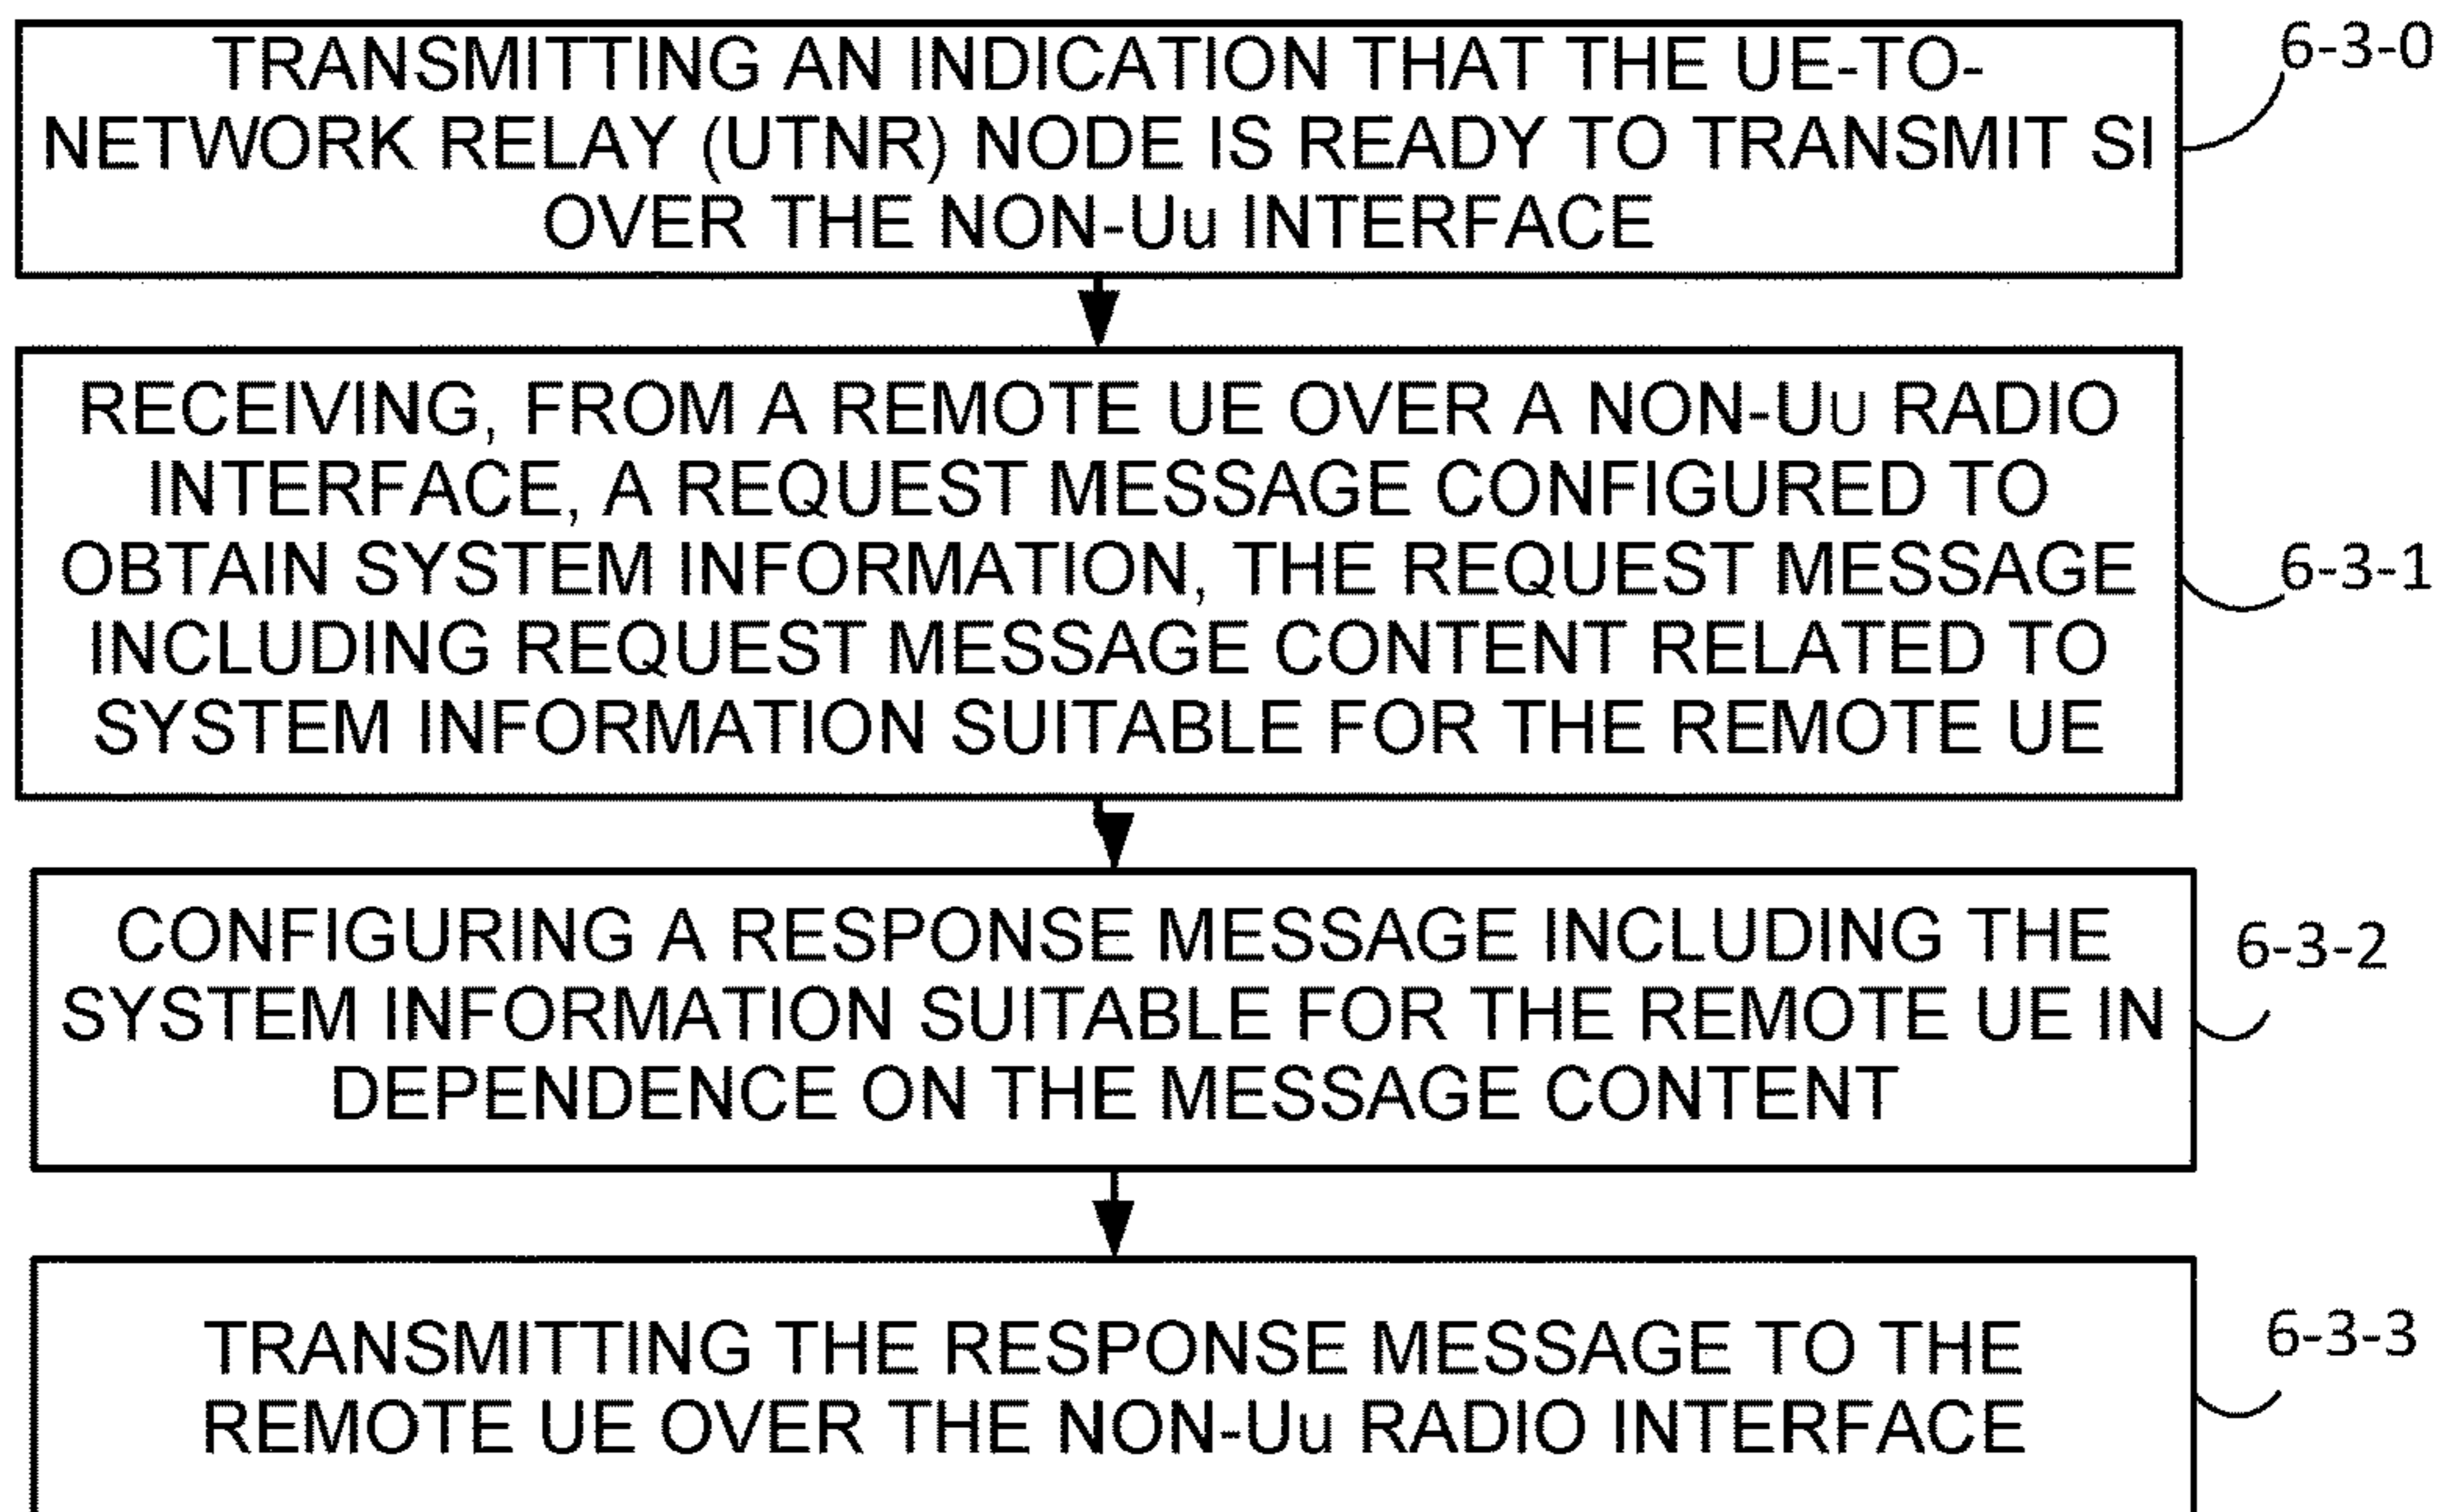 TRANSMITTING AN INDICATION THAT THE UE-TO-
NETWORK RELAY (UTNR) NODE IS READY TO TRANSMIT SI
OVER THE NON-Uu INTERFACE
6-3-0
RECEIVING, FROM A REMOTE UE OVER A NON-UU RADIO
INTERFACE, A REQUEST MESSAGE CONFIGURED TO
OBTAIN SYSTEM INFORMATION, THE REQUEST MESSAGE
INCLUDING REQUEST MESSAGE CONTENT RELATED TO
SYSTEM INFORMATION SUITABLE FOR THE REMOTE UE
6-3-1
CONFIGURING A RESPONSE MESSAGE INCLUDING THE
SYSTEM INFORMATION SUITABLE FOR THE REMOTE UE IN
DEPENDENCE ON THE MESSAGE CONTENT
6-3-2
TRANSMITTING THE RESPONSE MESSAGE TO THE
REMOTE UE OVER THE NON-Uu RADIO INTERFACE
6-3-3